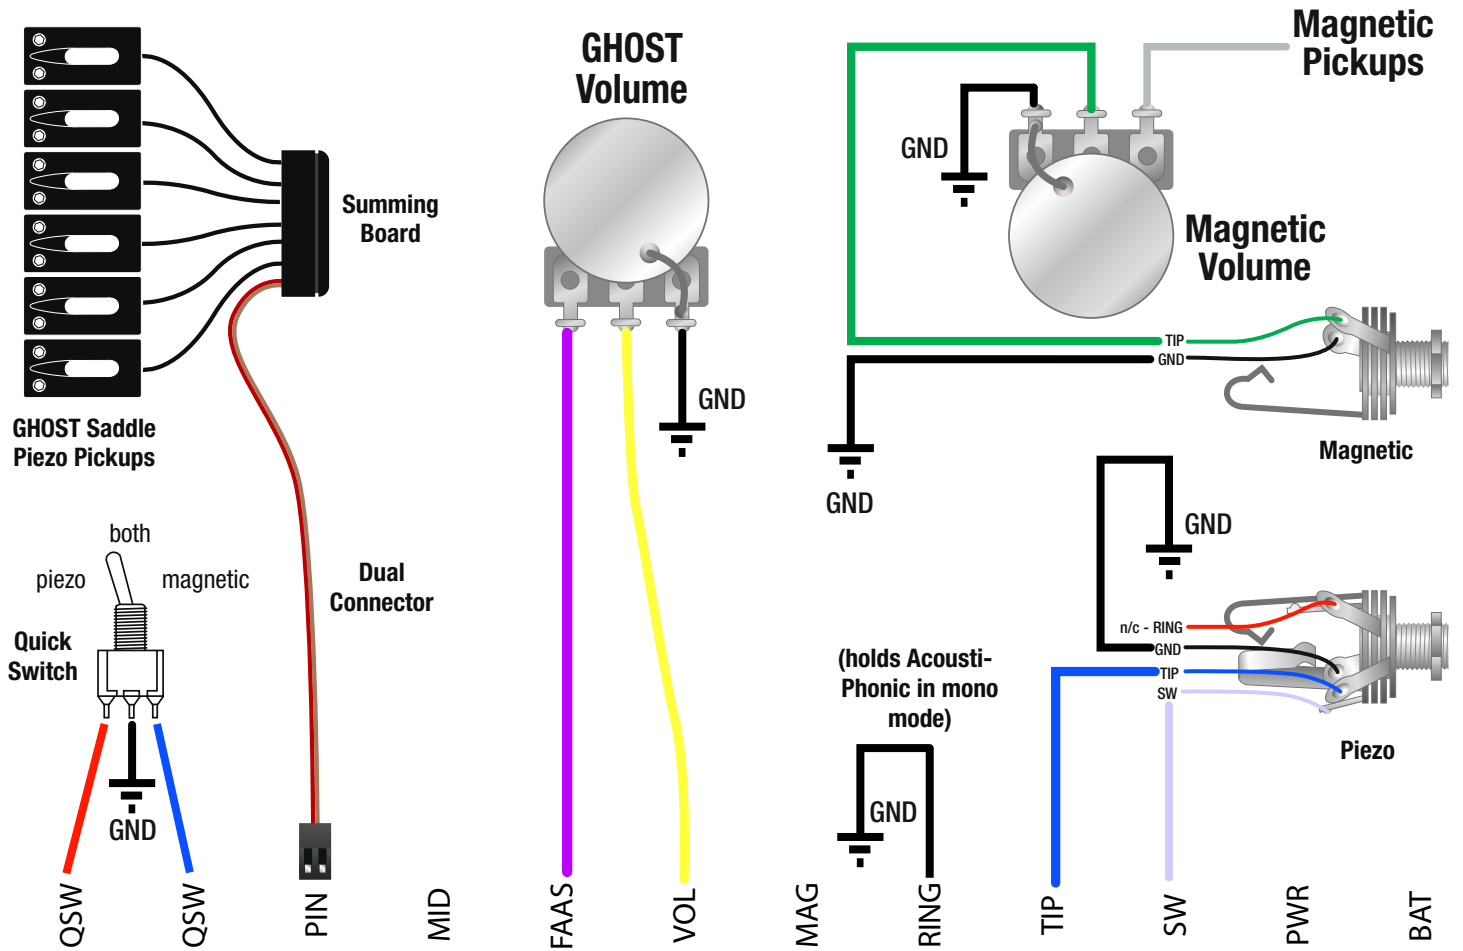 GHOST Saddle
Piezo Pickups
Summing
Board
Dual
Connector
both
piezo
magnetic
Quick
Switch
GND
GHOST
Volume
GND
Magnetic
Pickups
GND
Magnetic
Volume
TIP
GND
GND
Magnetic
GND
n/c - RING
GND
TIP
SW
Piezo
(holds Acousti-
Phonic in mono
mode)
GND
QSW
QSW
PIN
MID
FAAS
VOL
MAG
RING
TIP
SW
PWR
BAT